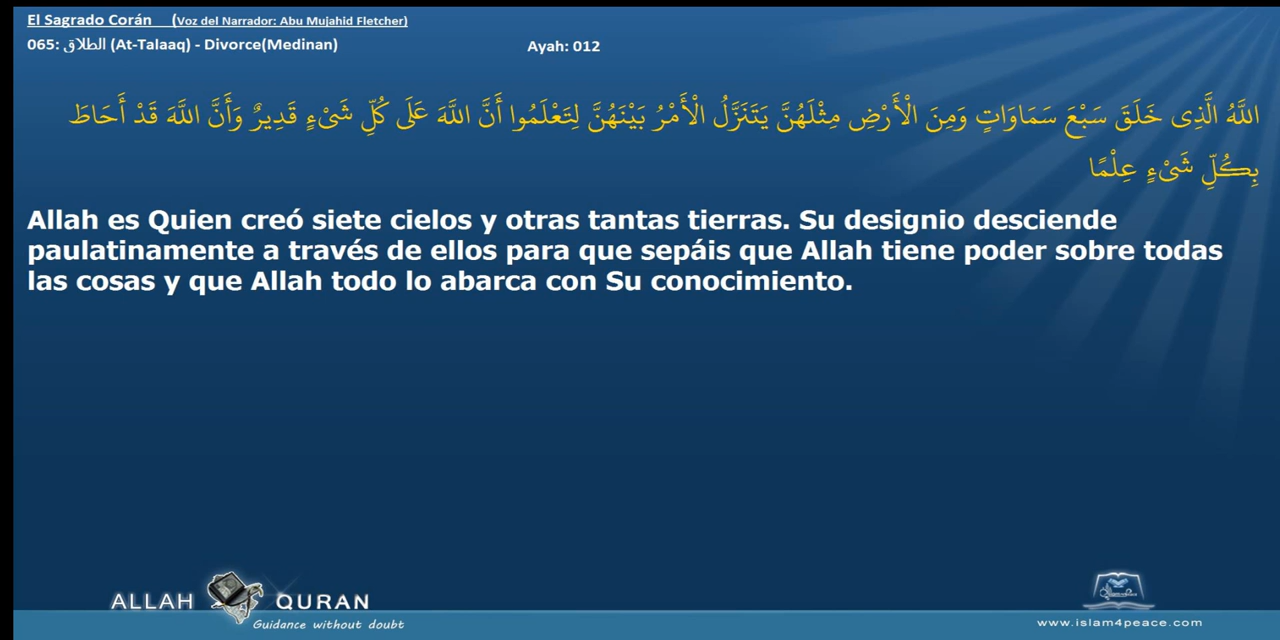 El Sagrado Corán (Voz del Narrador: Abu Mujahid Fletcher)
065: الطلاق (At-Talaaq) - Divorce(Medinan) Ayah: 012
اللَّهُ الَّذِى خَلَقَ سَبْعَ سَمَاوَاتٍ وَمِنَ الْأَرْضِ مِثْلَهُنَّ يَتَنَزَّلُ الْأَمْرُ بَيْنَهُنَّ لِتَعْلَمُوا أَنَّ اللَّهَ عَلَى كُلِّ شَىْءٍ قَدِيرٌ وَأَنَّ اللَّهَ قَدْ أَحَاطَ
بِكُلِّ شَىْءٍ عِلْمًا
Allah es Quien creó siete cielos y otras tantas tierras. Su designio desciende
paulatinamente a través de ellos para que sepáis que Allah tiene poder sobre todas
las cosas y que Allah todo lo abarca con Su conocimiento.
ALLAH QURAN
Guidance without doubt
www.islam4peace.com